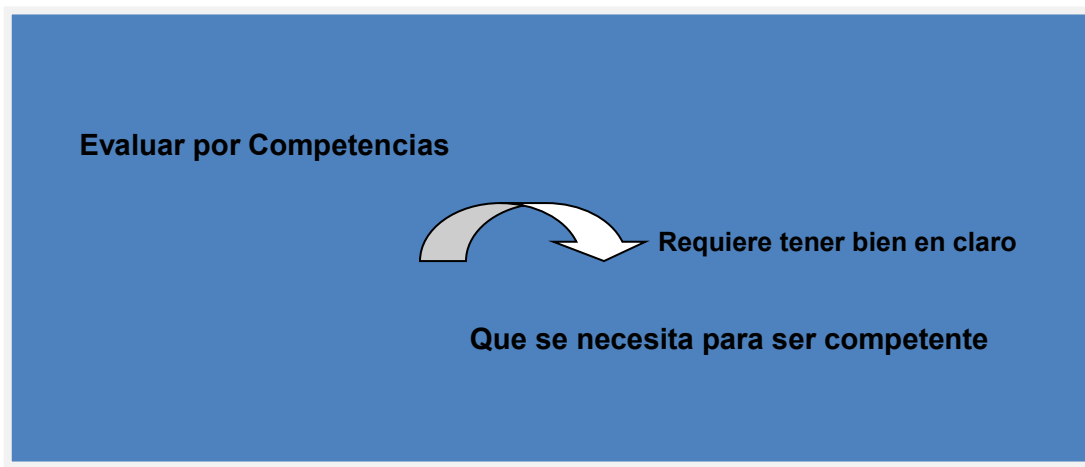 Evaluar por Competencias
Requiere tener bien en claro
Que se necesita para ser competente